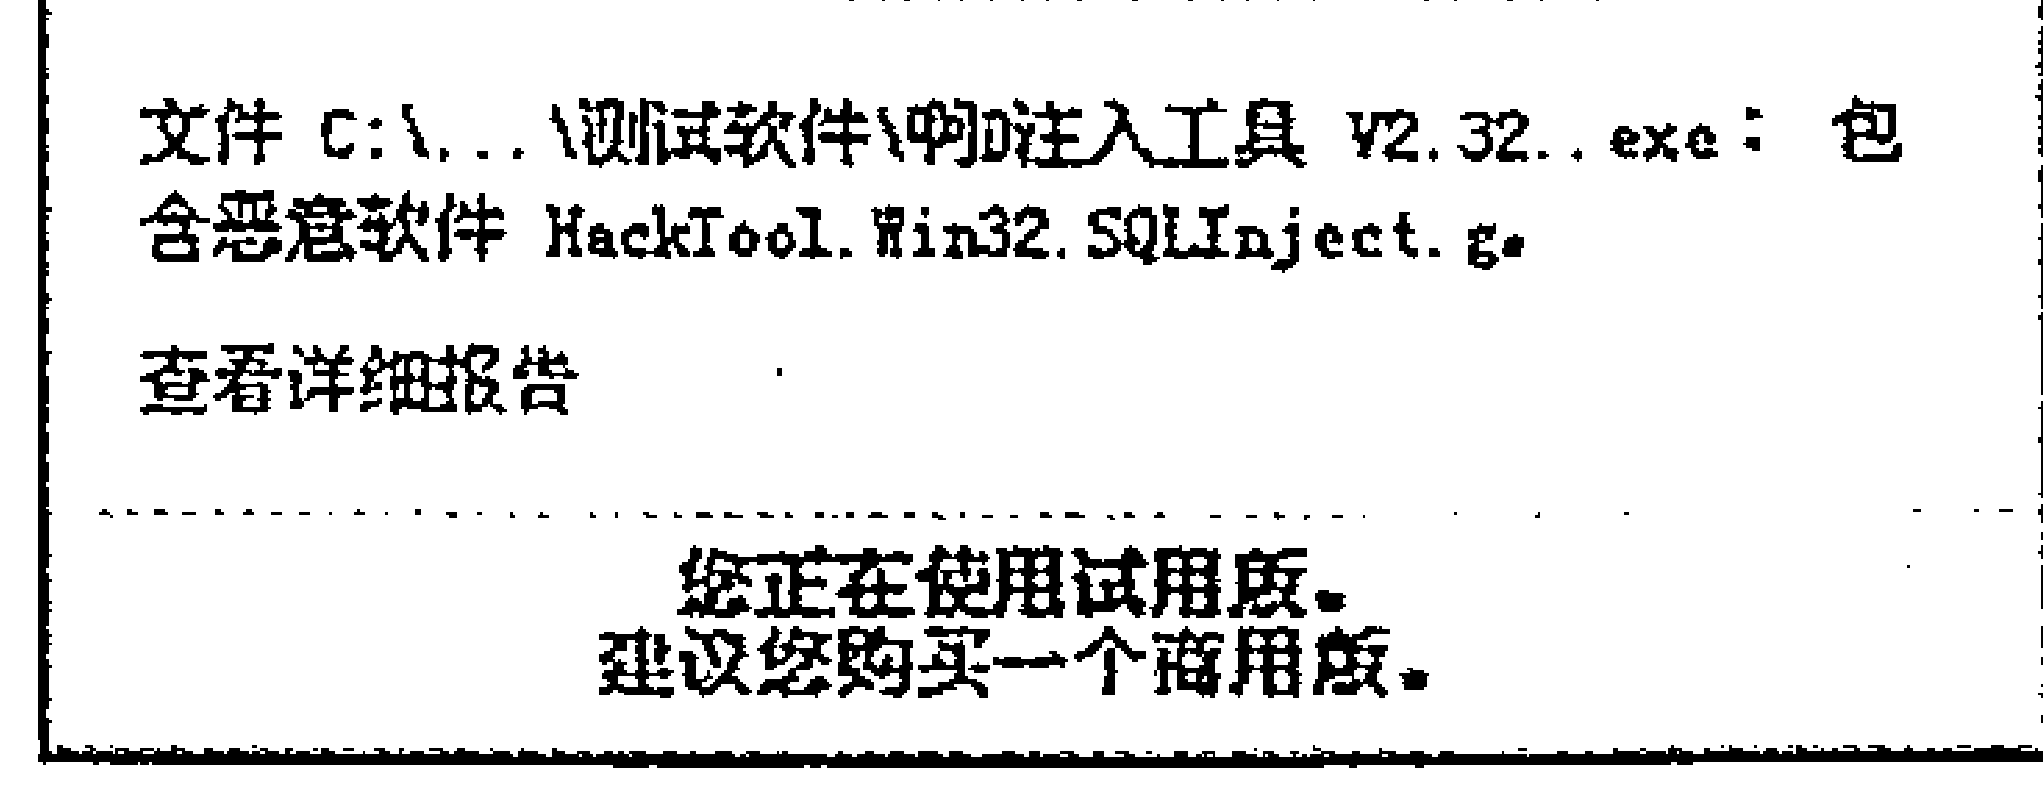 文件 C:\...\测试软件\啊D注入工具 V2.32..exe： 包
含恶意软件 HackTool.Win32.SQLInject.g。
查看详细报告
您正在使用试用版。
建议您购买一个商用版。